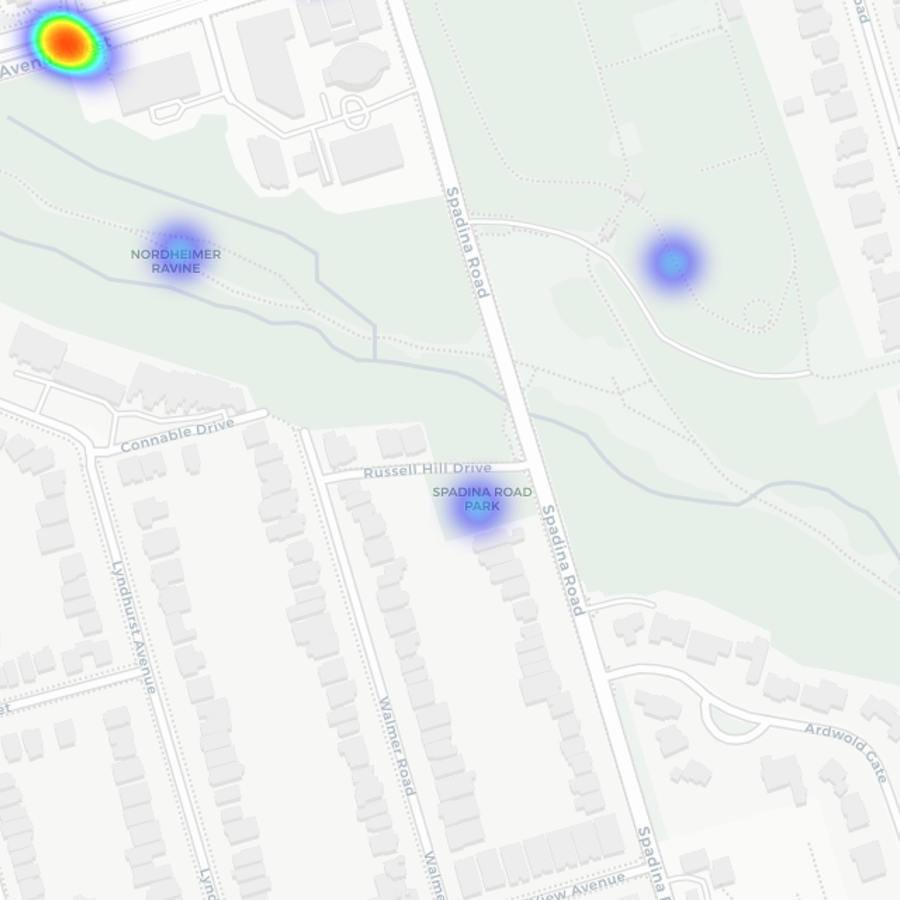 Avenue
Spadina Road
NORDHEIMER
RAVINE
Connable Drive
Russell Hill Drive
SPADINA ROAD
PARK
Spadina Road
Lyndhurst Avenue
Walmer Road
Ardwold Gate
View Avenue
Spadina